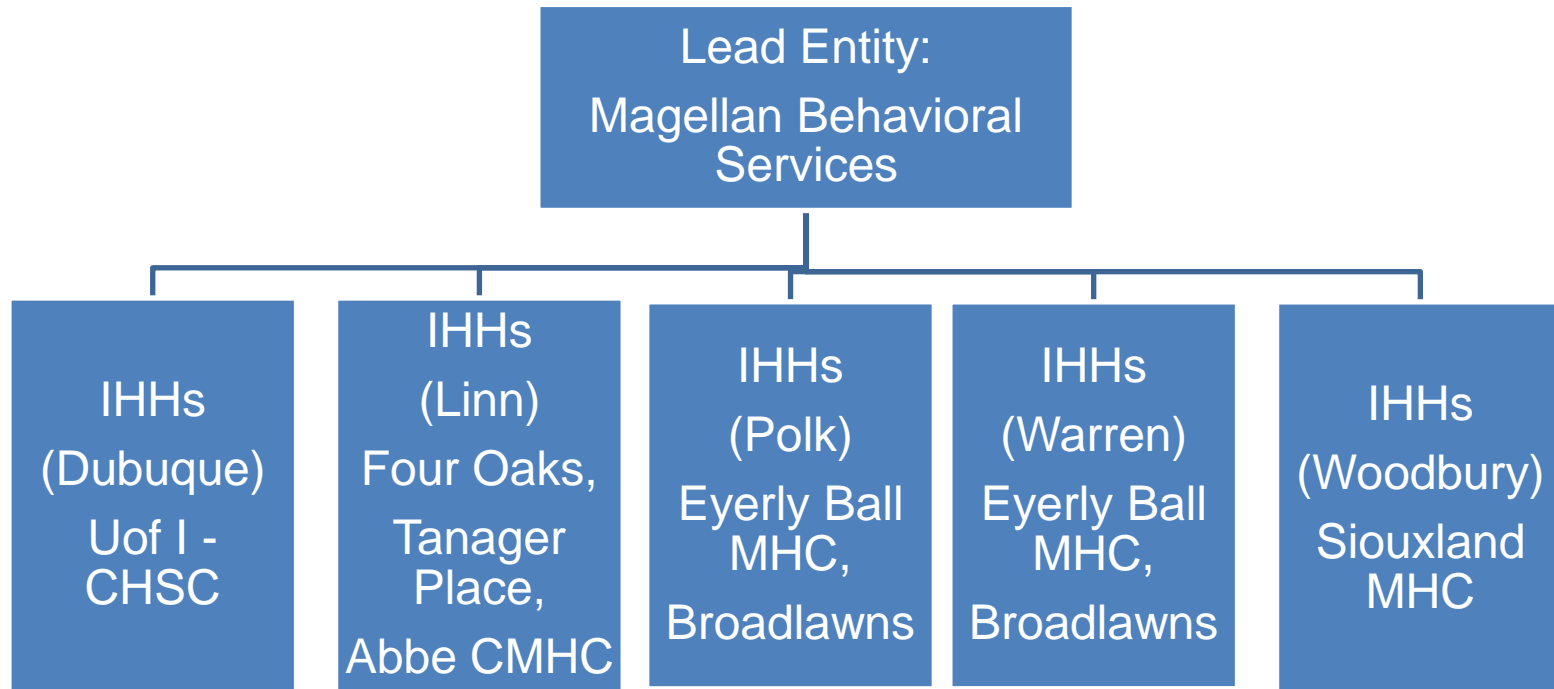 Lead Entity:
Magellan Behavioral
Services
IHHs
(Dubuque)
Uof I -
CHSC
IHHs
(Linn)
Four Oaks,
Tanager
Place,
Abbe CMHC
IHHs
(Polk)
Eyerly Ball
MHC,
Broadlawns
IHHs
(Warren)
Eyerly Ball
MHC,
Broadlawns
IHHs
(Woodbury)
Siouxland
MHC